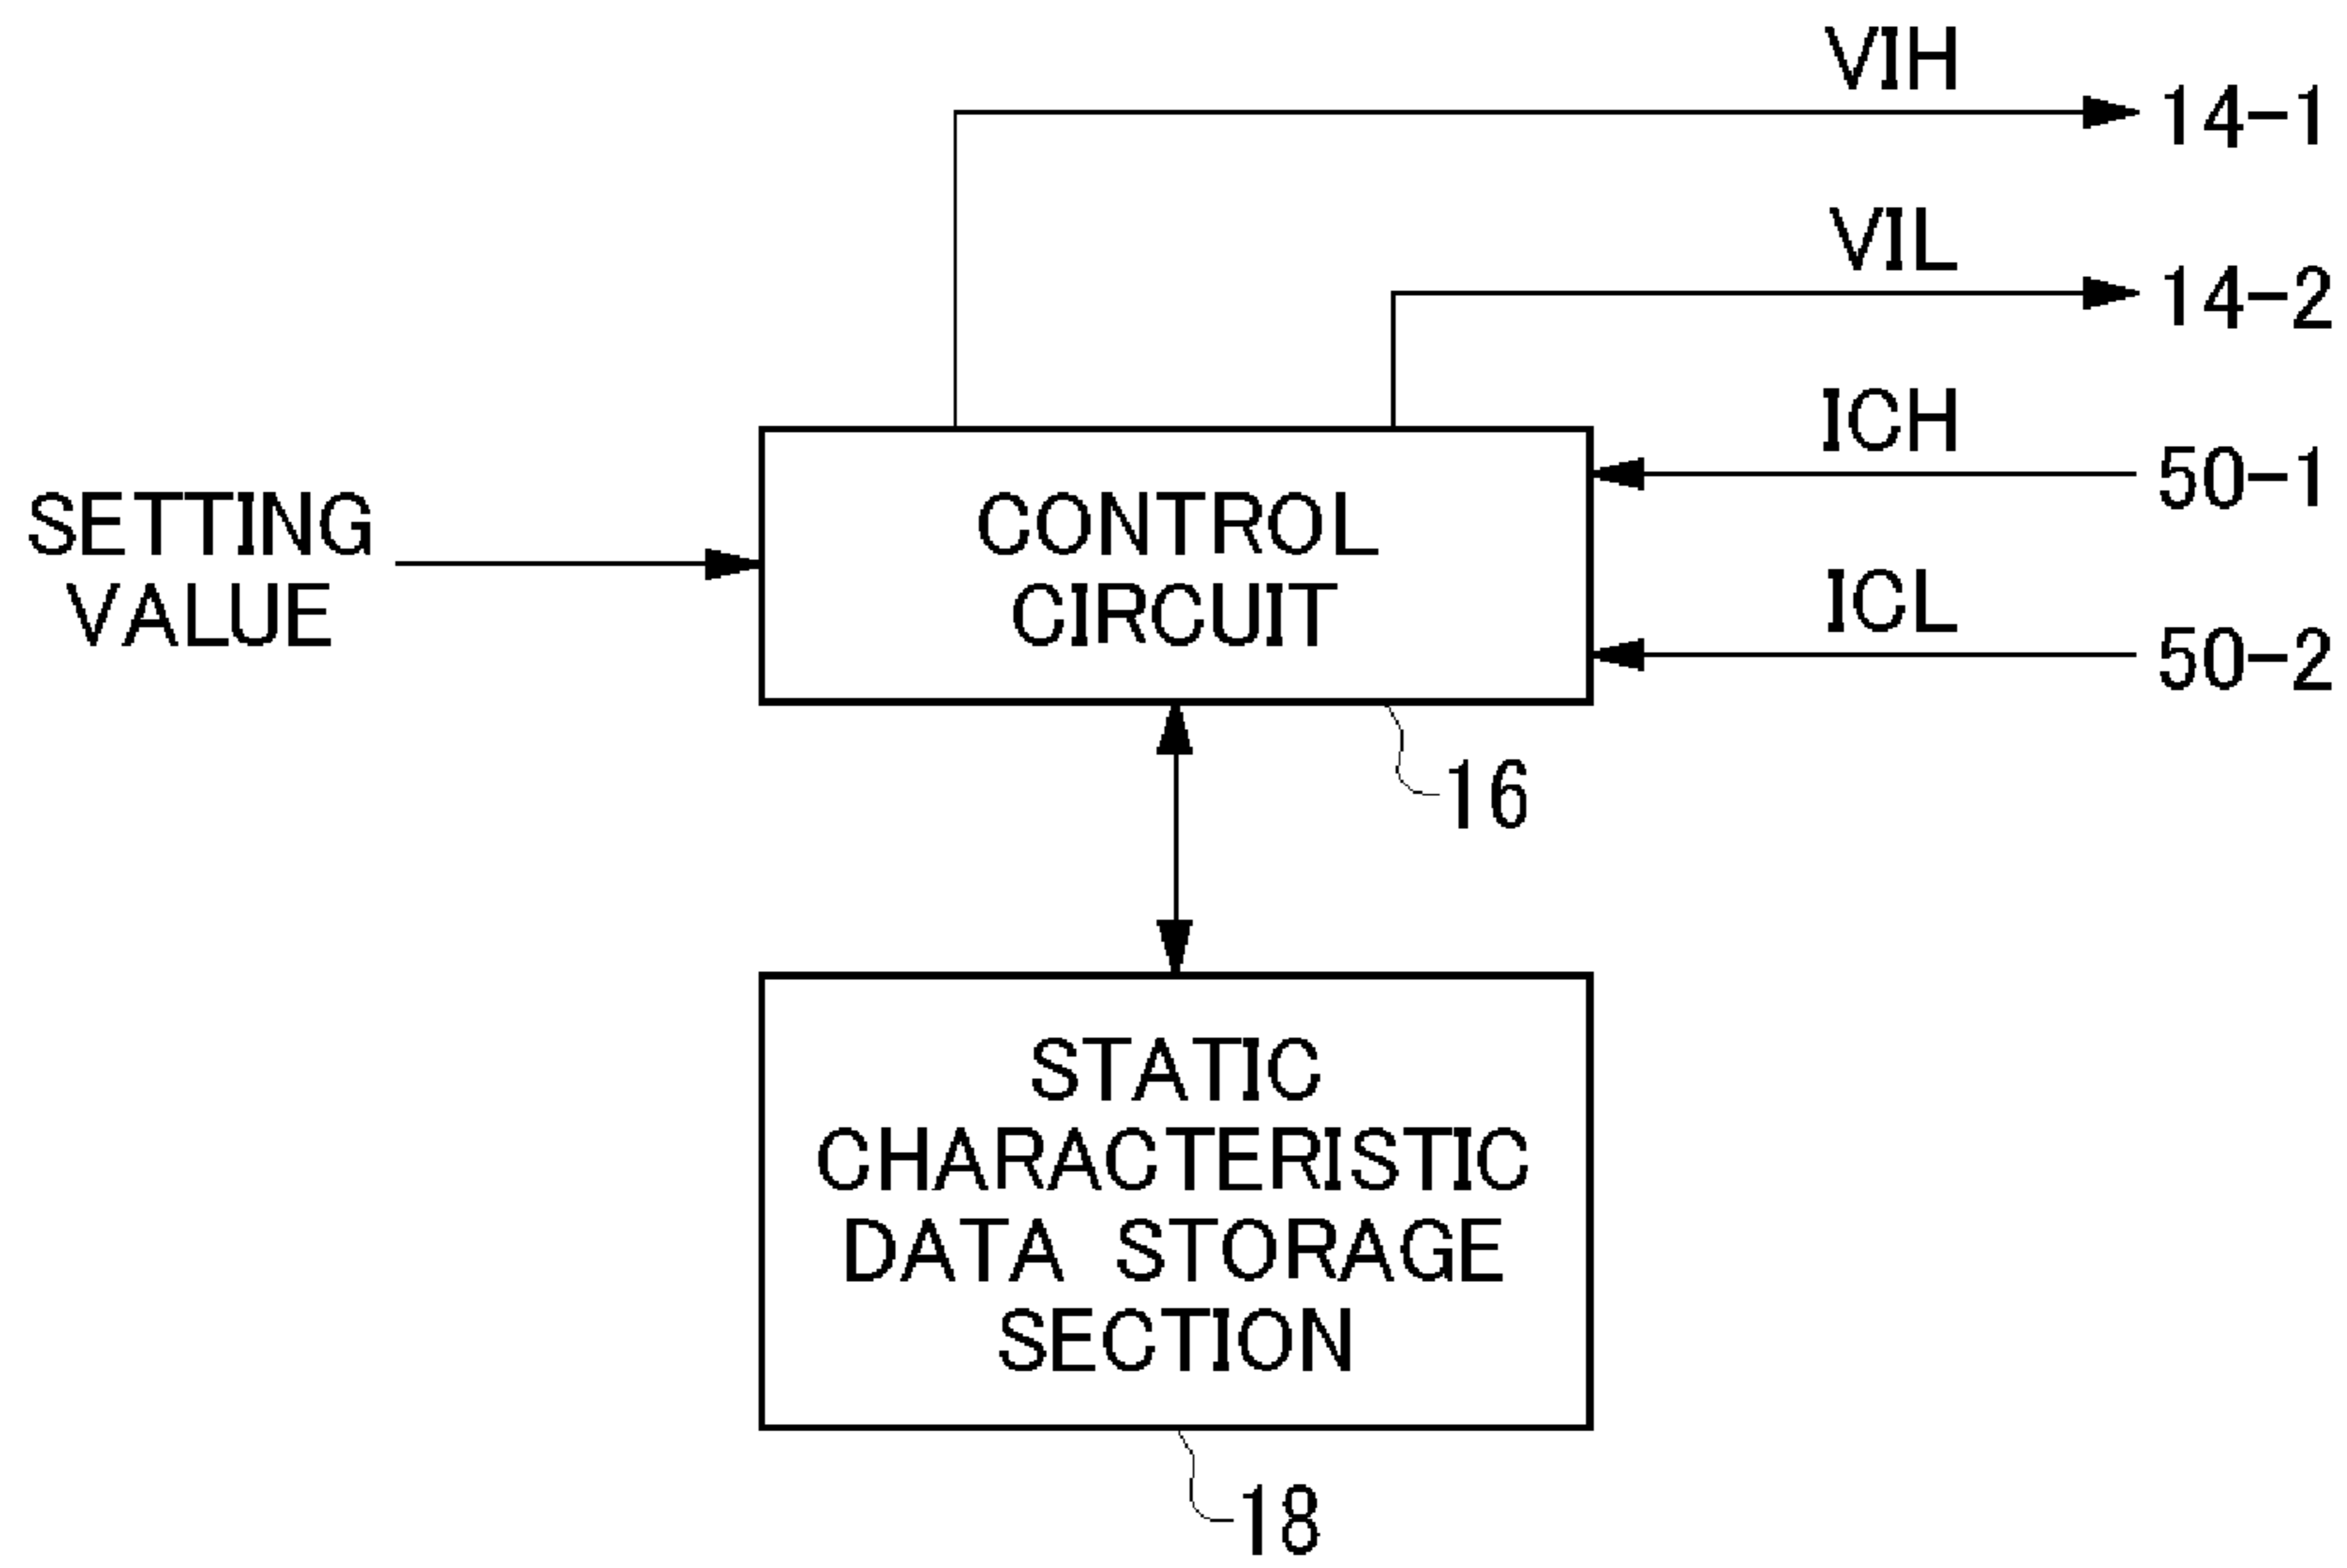 VIH
14-1
VIL
14-2
ICH
50-1
ICL
50-2
SETTING
VALUE
CONTROL
CIRCUIT
16
STATIC
CHARACTERISTIC
DATA STORAGE
SECTION
18